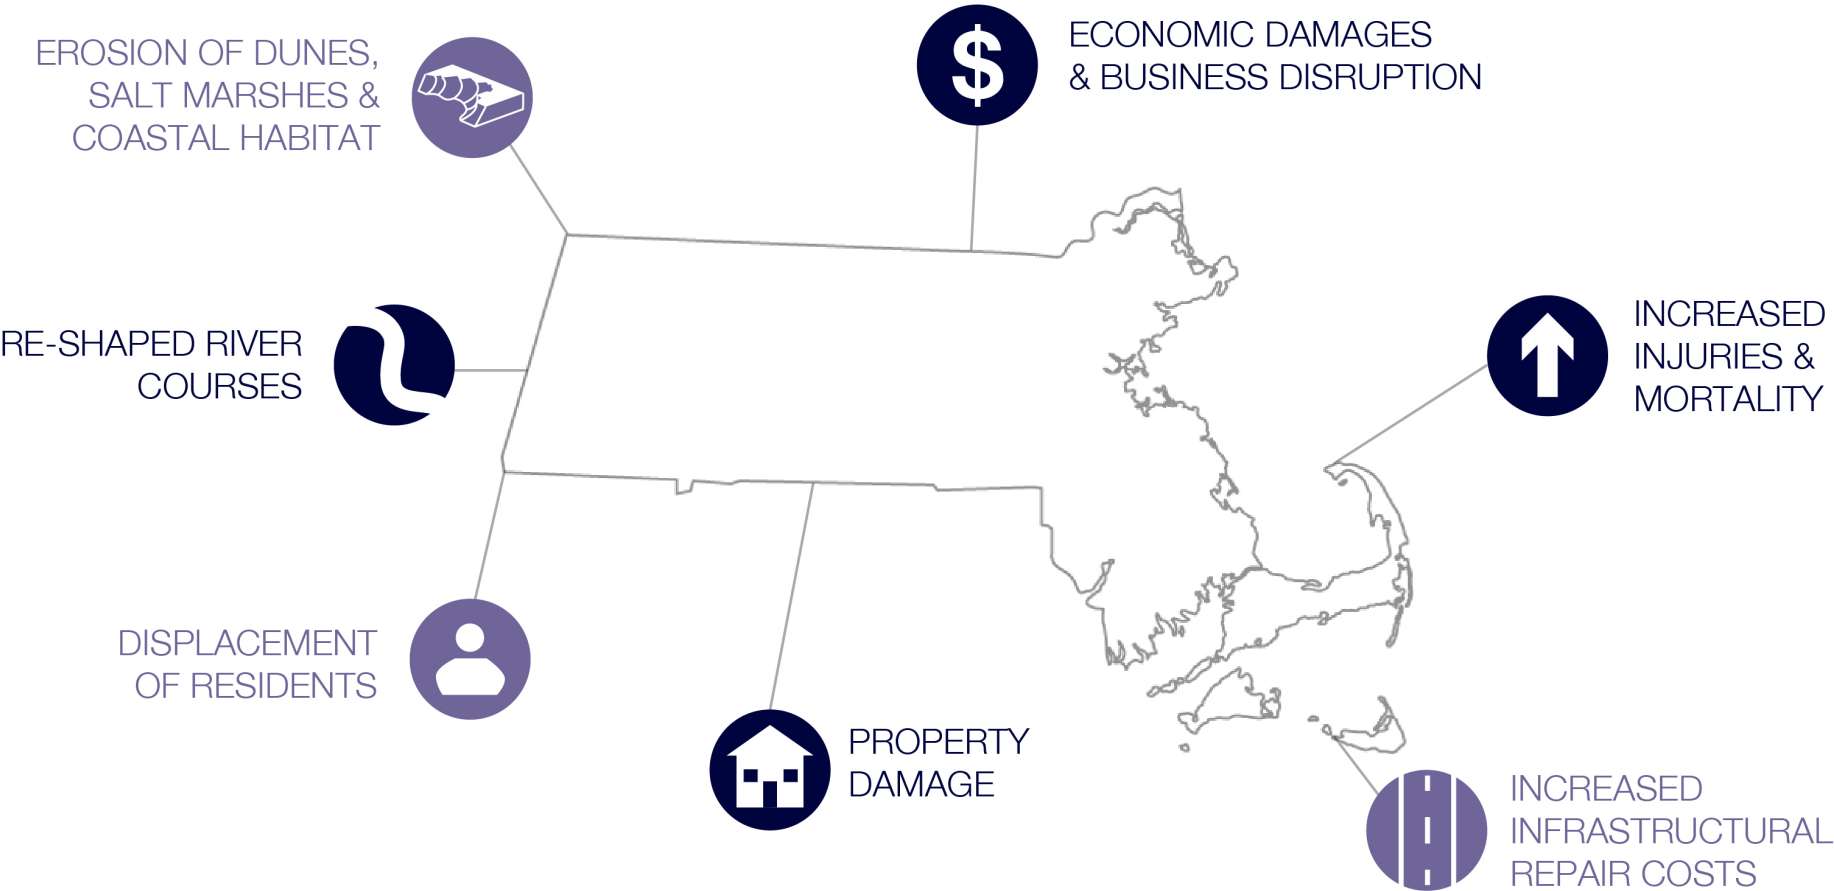 EROSION OF DUNES,
SALT MARSHES &
COASTAL HABITAT
$
ECONOMIC DAMAGES
& BUSINESS DISRUPTION
RE-SHAPED RIVER
COURSES
INCREASED
INJURIES &
MORTALITY
DISPLACEMENT
OF RESIDENTS
PROPERTY
DAMAGE
INCREASED
INFRASTRUCTURAL
REPAIR COSTS